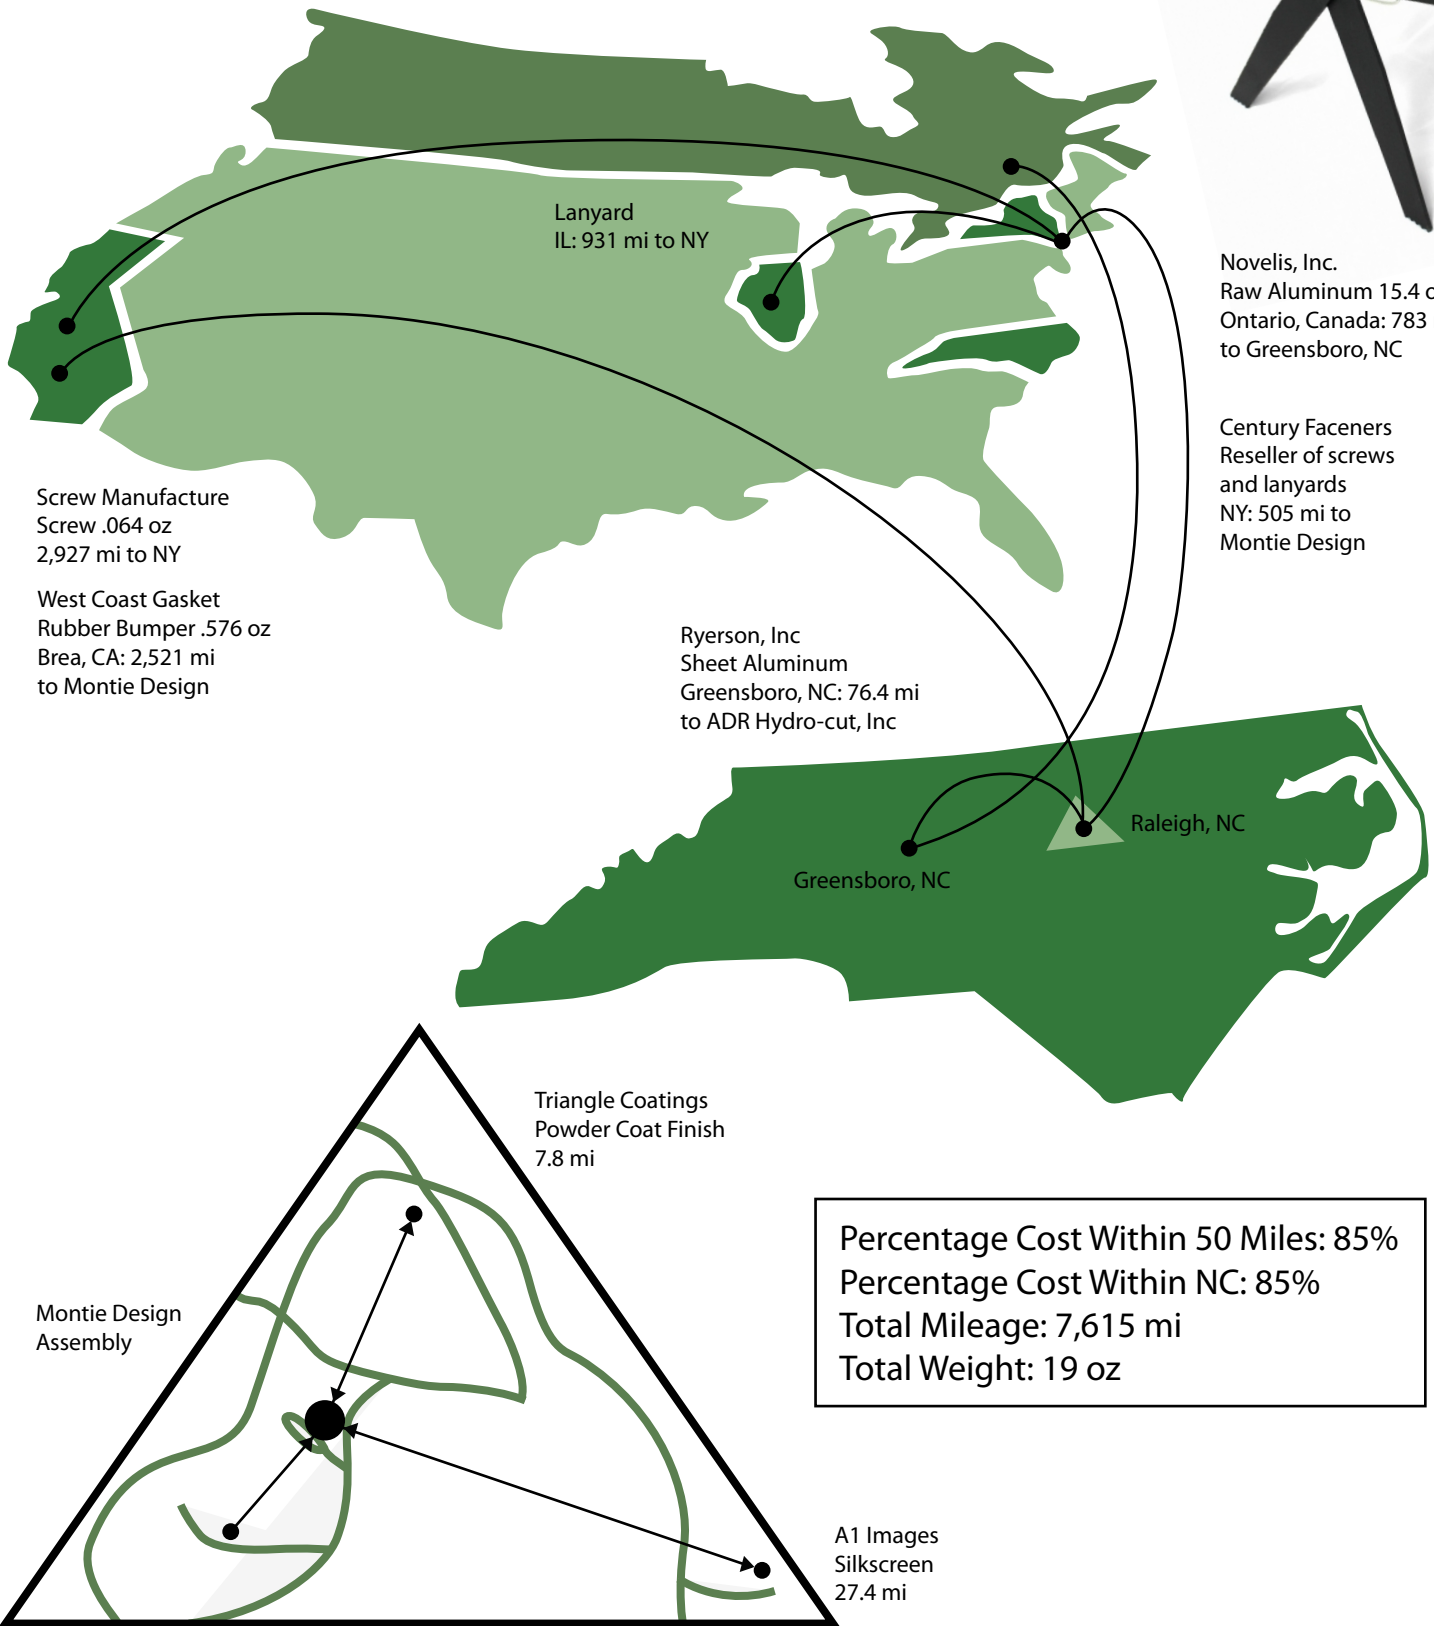 Lanyard
IL: 931 mi to NY
Novelis, Inc.
Raw Aluminum 15.4
Ontario, Canada: 783
to Greensboro, NC
Century Faceners
Reseller of screws
and lanyards
NY: 505 mi to
Montie Design
Screw Manufacture
Screw .064 oz
2,927 mi to NY
West Coast Gasket
Rubber Bumper .576 oz
Brea, CA: 2,521 mi
to Montie Design
Ryerson, Inc
Sheet Aluminum
Greensboro, NC: 76.4 mi
to ADR Hydro-cut, Inc
Raleigh, NC
Greensboro, NC
Triangle Coatings
Powder Coat Finish
7.8 mi
Percentage Cost Within 50 Miles: 85%
Percentage Cost Within NC: 85%
Total Mileage: 7,615 mi
Total Weight: 19 oz
Montie Design
Assembly
A1 Images
Silkscreen
27.4 mi